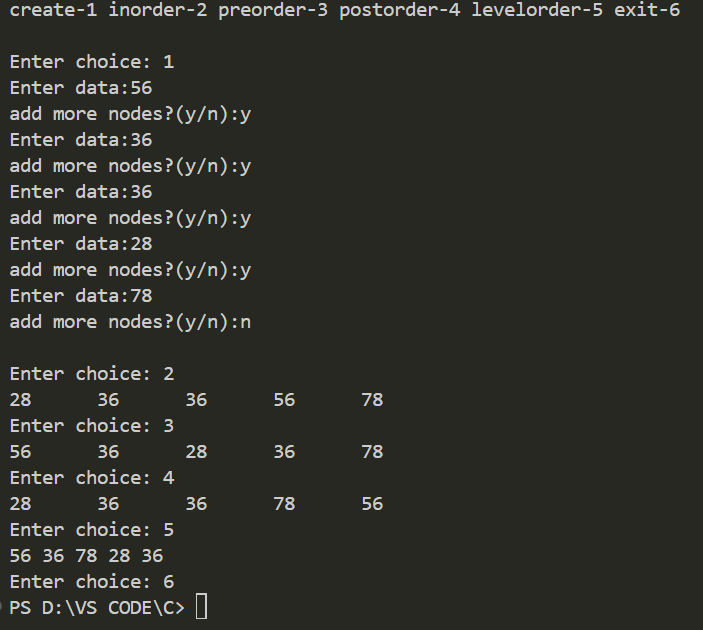 create-1 inorder-2 preorder-3 postorder-4 levelorder-5 exit-6
Enter choice: 1
Enter data:56
add more nodes?(y/n):y
Enter data:36
add more nodes?(y/n):y
Enter data:36
add more nodes?(y/n):y
Enter data:28
add more nodes?(y/n):y
Enter data:78
add more nodes?(y/n):n
Enter choice: 2
28 36 36 56 78
Enter choice: 3
56 36 28 36 78
Enter choice: 4
28 36 36 78 56
Enter choice: 5
56 36 78 28 36
Enter choice: 6
PS D:\VS CODE\C>